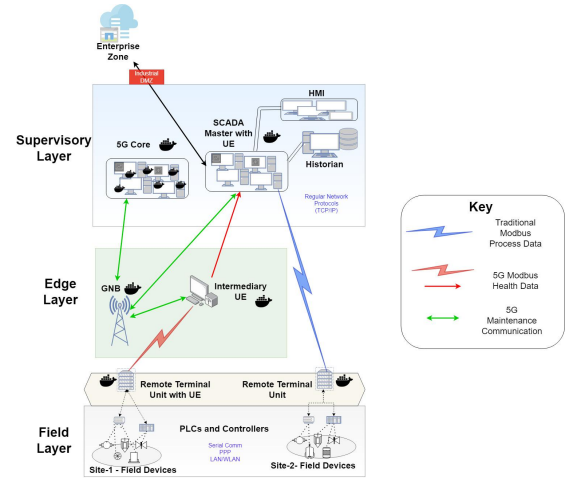 Enterprise
Zone
Industrial
DMZ
HMI
SCADA
Master with
UE
5G Core
Supervisory
Layer
Historian
Regular Network
Protocols
(TCP/IP)
Key
Traditional
Modbus
Process Data
5G Modbus
Health Data
5G
Maintenance
Communication
Edge
Layer
GNB
Intermediary
UE
Remote Terminal
Unit with UE
Remote Terminal
Unit
Field
Layer
PLCs and Controllers
Serial Comm
PPP
LAN/WLAN
Site-1 - Field Devices
Site-2- Field Devices